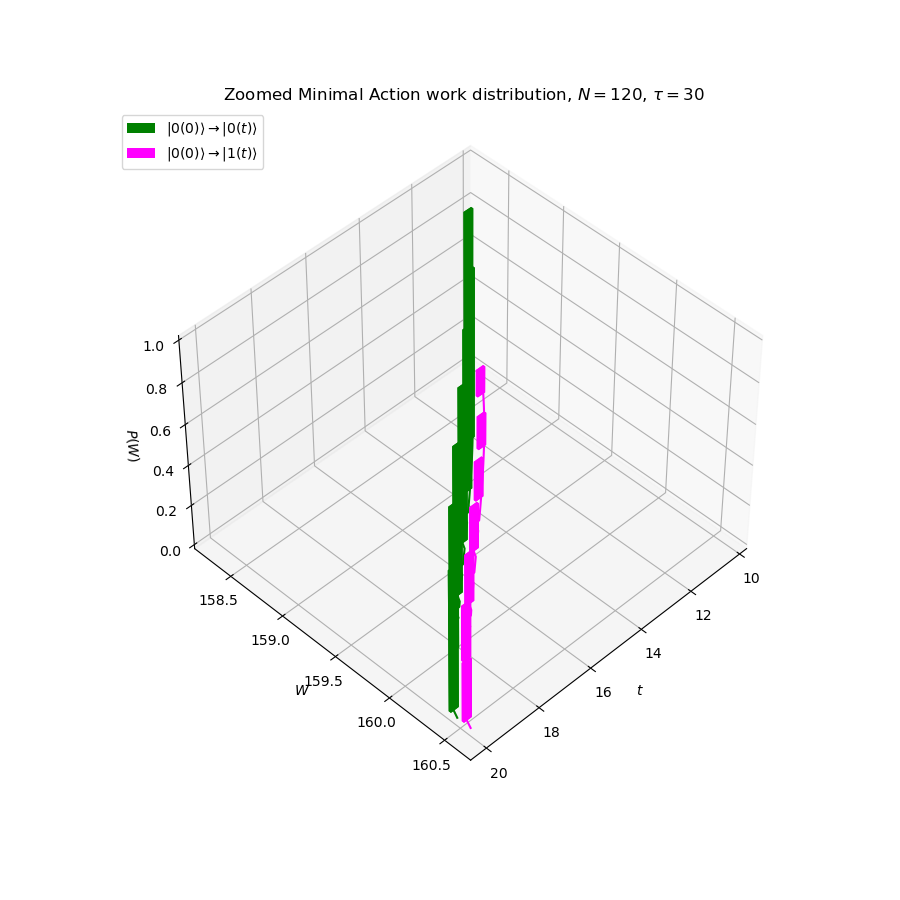 Zoomed Minimal Action work distribution, N = 120, τ = 30
|0(0)⟩ → |0(t)⟩
|0(0)⟩ → |1(t)⟩
1.0
0.8
0.6
0.4
0.2
0.0
P(W)
158.5
159.0
159.5
160.0
160.5
W
10
12
14
16
18
20
t